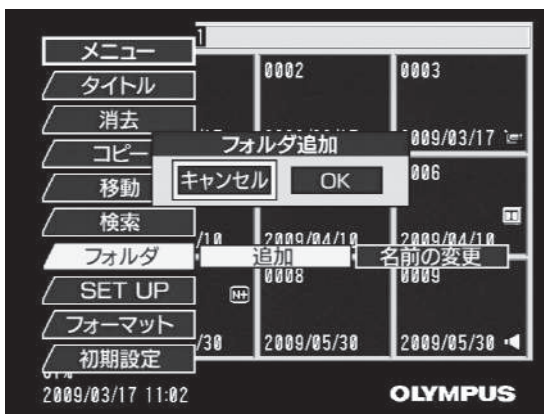 メニュー
1
タイトル
0002
0003
消去
2009/03/17
コピー
フォルダ追加
キャンセル
OK
移動
検索
/10
2009/04/10
2009/04/10
フォルダ
追加
名前の変更
SET UP
N+
0008
0009
フォーマット
初期設定
/30
2009/05/30
2009/05/30
2009/03/17 11:02
OLYMPUS